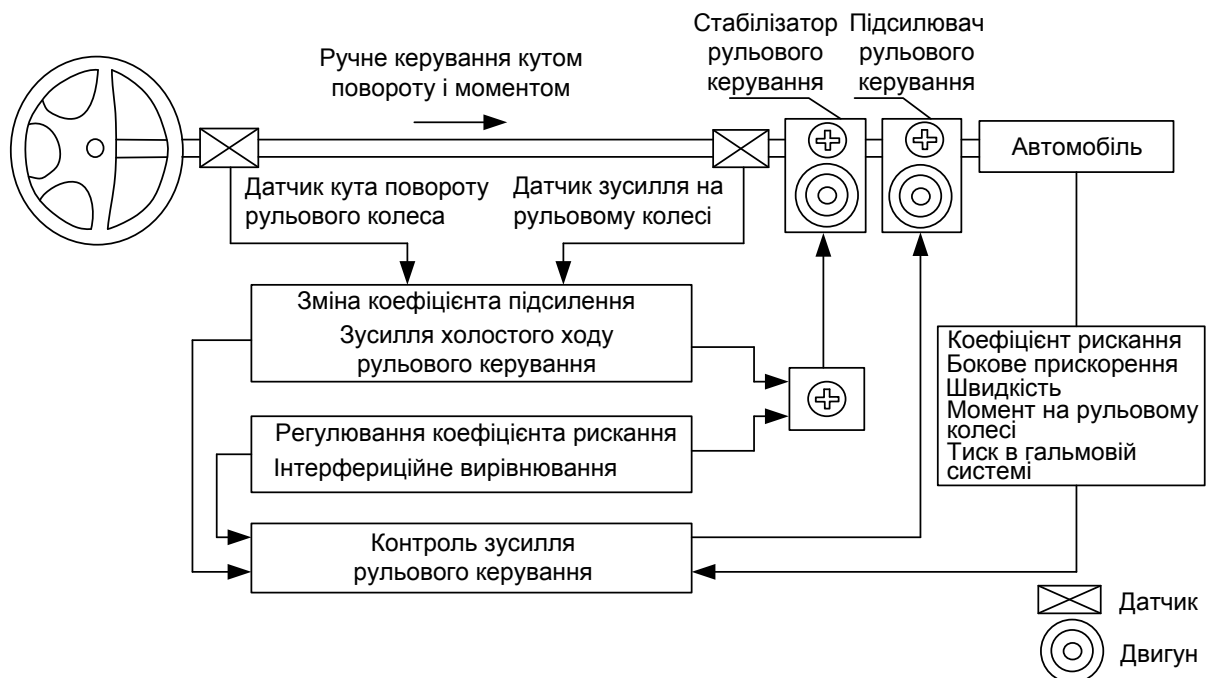 Стабілізатор
рульового
керування
Підсилювач
рульового
керування
Ручне керування кутом
повороту і моментом
Автомобіль
Датчик кута повороту
рульового колеса
Датчик зусилля на
рульовому колесі
Зміна коефіцієнта підсилення
Зусилля холостого ходу
рульового керування
Коефіцієнт рискання
Бокове прискорення
Швидкість
Момент на рульовому
колесі
Тиск в гальмовій
системі
Регулювання коефіцієнта рискання
Інтерфериційне вирівнювання
Контроль зусилля
рульового керування
Датчик
Двигун